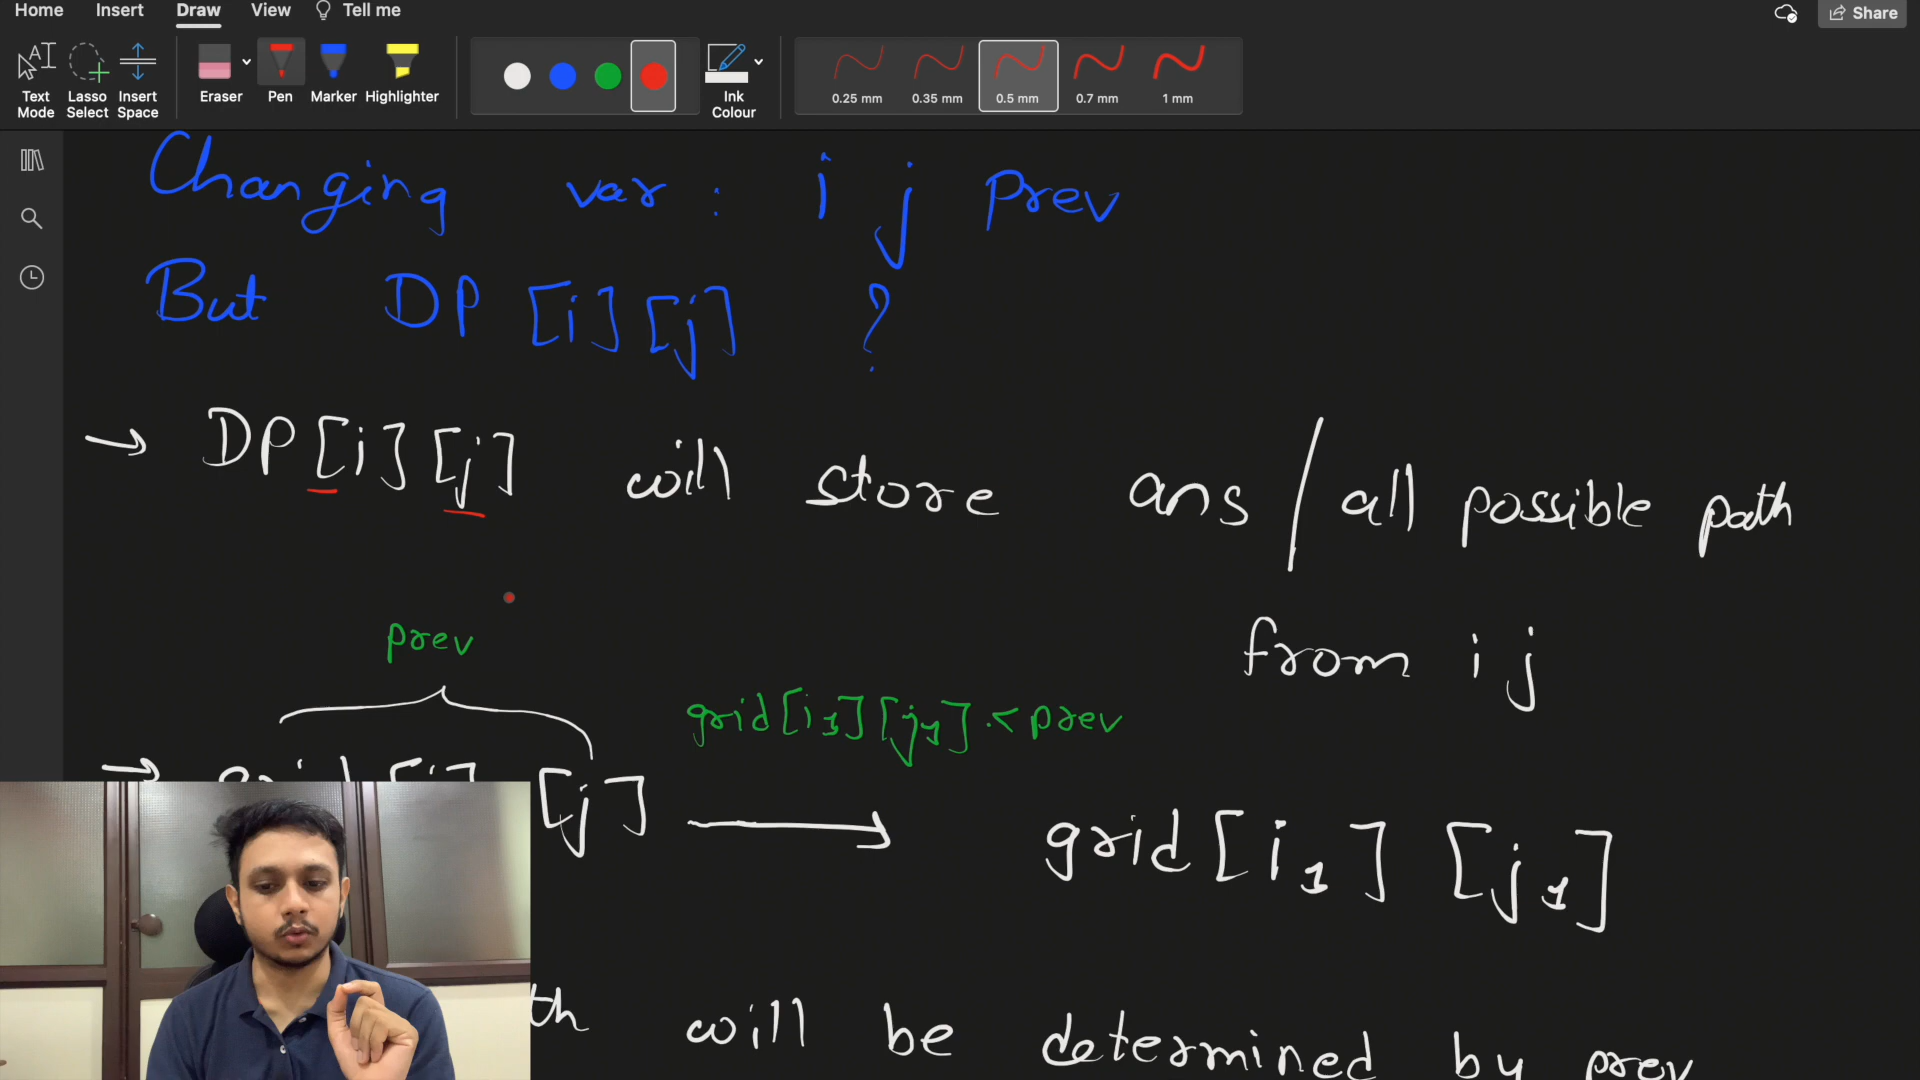 Home Insert Draw View Tell me Share
Text Mode Lasso Select Insert Space Eraser Pen Marker Highlighter Ink Colour 0.25 mm 0.35 mm 0.5 mm 0.7 mm 1 mm
Changing var : i j Prev
But DP [i] [j] ?
→ DP[i] [j] will store ans / all possible path
from i j
prev
grid[i1][j1] < prev
→ [j] → grid [i1] [j1]
will be determined by prev